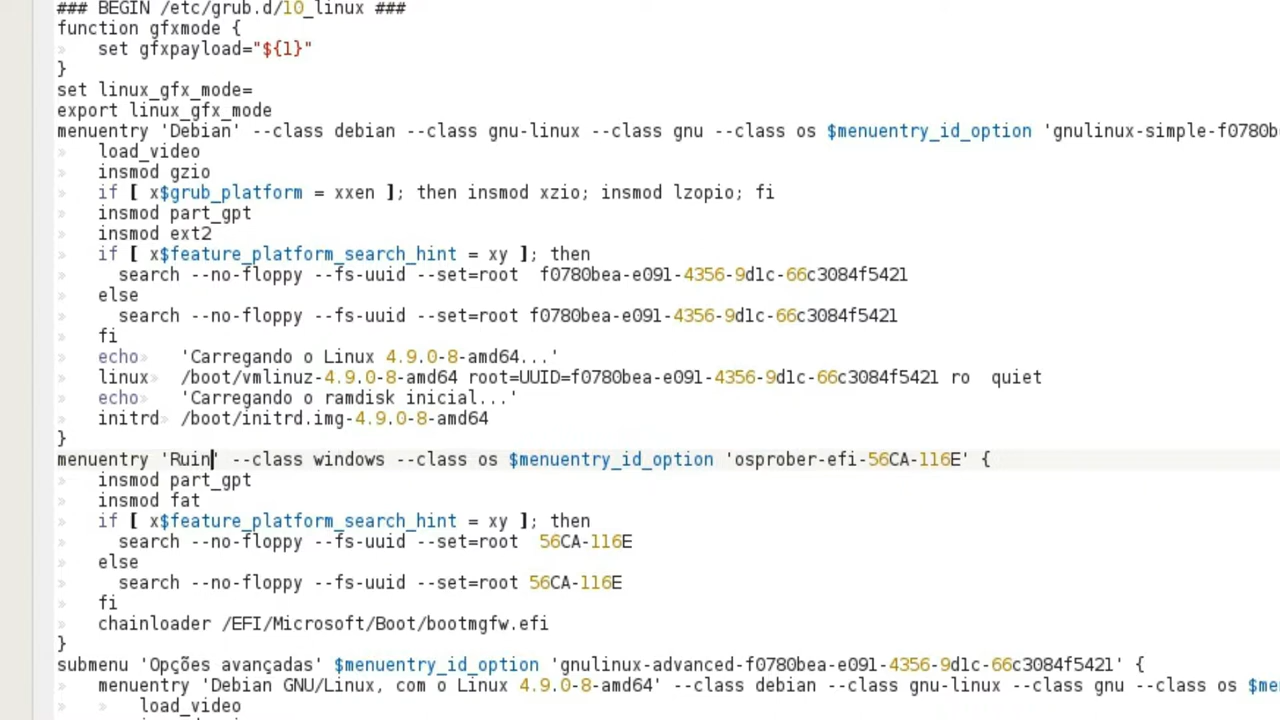 ### BEGIN /etc/grub.d/10_linux ###
function gfxmode {
set gfxpayload="${1}"
}
set linux_gfx_mode=
export linux_gfx_mode
menuentry 'Debian' --class debian --class gnu-linux --class gnu --class os $menuentry_id_option 'gnulinux-simple-f0780b
load_video
insmod gzio
if [ x$grub_platform = xxen ]; then insmod xzio; insmod lzopio; fi
insmod part_gpt
insmod ext2
if [ x$feature_platform_search_hint = xy ]; then
search --no-floppy --fs-uuid --set=root  f0780bea-e091-4356-9d1c-66c3084f5421
else
search --no-floppy --fs-uuid --set=root f0780bea-e091-4356-9d1c-66c3084f5421
fi
echo 'Carregando o Linux 4.9.0-8-amd64...'
linux /boot/vmlinuz-4.9.0-8-amd64 root=UUID=f0780bea-e091-4356-9d1c-66c3084f5421 ro  quiet
echo 'Carregando o ramdisk inicial...'
initrd /boot/initrd.img-4.9.0-8-amd64
}
menuentry 'Ruin' --class windows --class os $menuentry_id_option 'osprober-efi-56CA-116E' {
insmod part_gpt
insmod fat
if [ x$feature_platform_search_hint = xy ]; then
search --no-floppy --fs-uuid --set=root  56CA-116E
else
search --no-floppy --fs-uuid --set=root 56CA-116E
fi
chainloader /EFI/Microsoft/Boot/bootmgfw.efi
}
submenu 'Opções avançadas' $menuentry_id_option 'gnulinux-advanced-f0780bea-e091-4356-9d1c-66c3084f5421' {
menuentry 'Debian GNU/Linux, com o Linux 4.9.0-8-amd64' --class debian --class gnu-linux --class gnu --class os $me
load_video